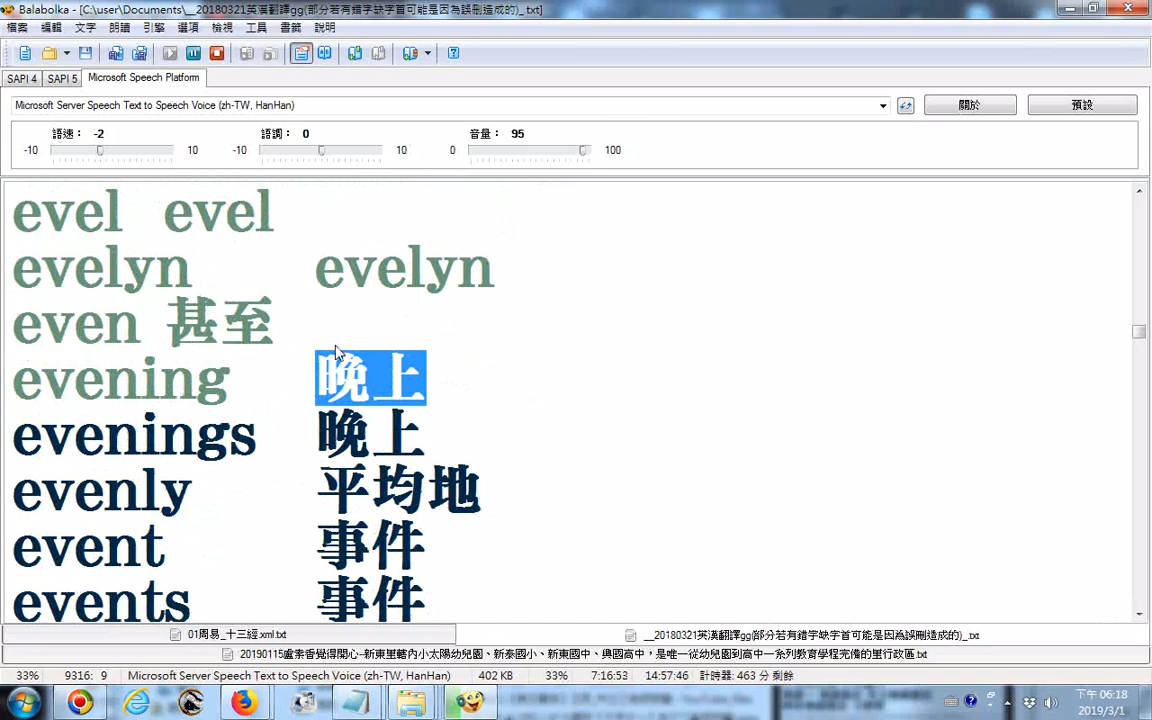 Balabolka - [C:\user\Documents\__20180321英漢翻譯gg(部分若有錯字缺字首可能是因為誤刪造成的)_.txt]
檔案 編輯 文字 朗讀 引擎 選項 檢視 工具 書籤 說明
SAPI 4 SAPI 5 Microsoft Speech Platform
Microsoft Server Speech Text to Speech Voice (zh-TW, HanHan) 關於 預設
語速： -2 語調： 0 音量： 95
-10 10 -10 10 0 100
evel evel
evelyn evelyn
even 甚至
evening 晚上
evenings 晚上
evenly 平均地
event 事件
events 事件
01周易_十三經.xml.txt __20180321英漢翻譯gg(部分若有錯字缺字首可能是因為誤刪造成的)_.txt
20190115盧素香覺得開心-新東里轄內小太陽幼兒園、新泰國小、新東國中、興國高中，是唯一從幼兒園到高中一系列教育學程完備的里行政區.txt
33% 9316: 9 Microsoft Server Speech Text to Speech Voice (zh-TW, HanHan) 402 KB 33% 7:16:53 14:57:46 計時器: 463 分 剩餘
下午 06:18
2019/3/1